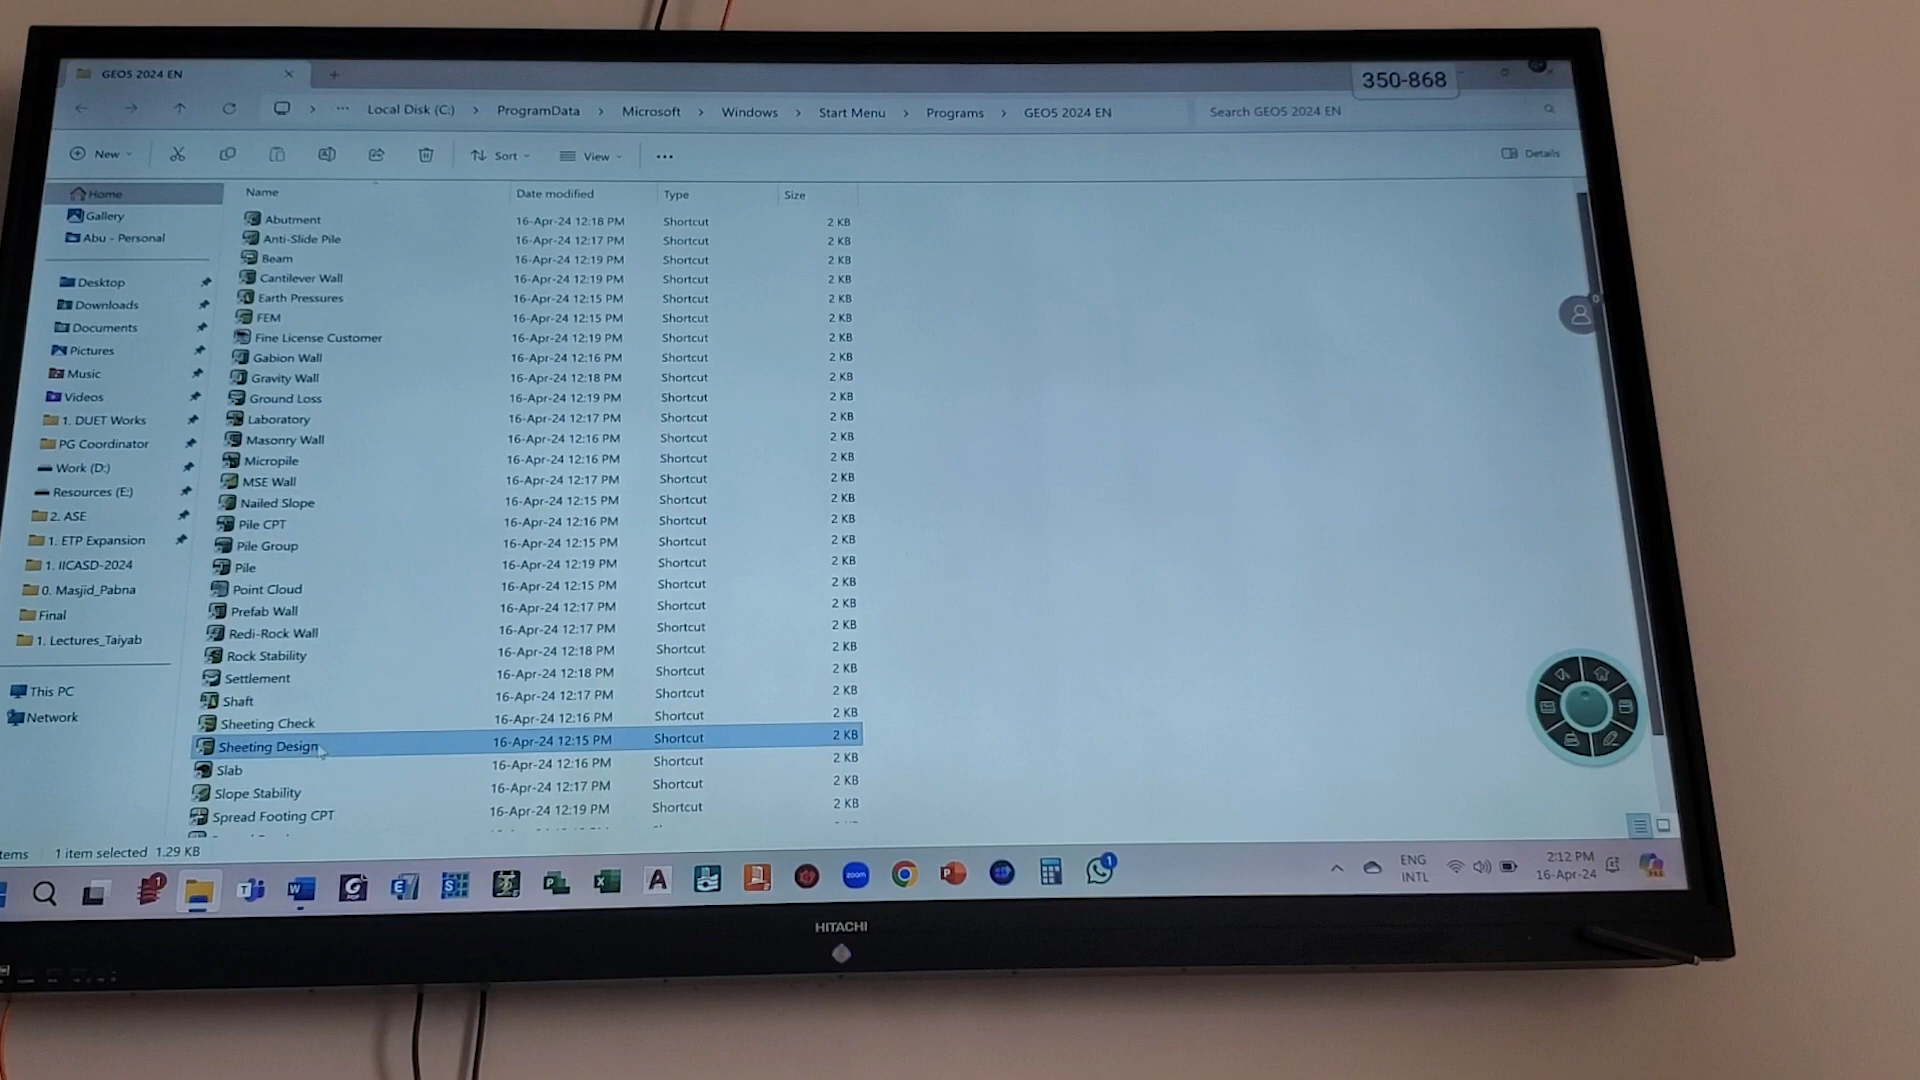 GEO5 2024 EN
350-868
Local Disk (C:) > ProgramData > Microsoft > Windows > Start Menu > Programs > GEO5 2024 EN
Search GEO5 2024 EN
New
Sort
View
Details
Name Date modified Type Size
Home
Gallery
Abu - Personal
Desktop
Downloads
Documents
Pictures
Music
Videos
1. DUET Works
PG Coordinator
Work (D:)
Resources (E:)
2. ASE
1. ETP Expansion
1. IICASD-2024
0. Masjid_Pabna
Final
1. Lectures_Taiyab
This PC
Network
Abutment 16-Apr-24 12:18 PM Shortcut 2 KB
Anti-Slide Pile 16-Apr-24 12:17 PM Shortcut 2 KB
Beam 16-Apr-24 12:19 PM Shortcut 2 KB
Cantilever Wall 16-Apr-24 12:19 PM Shortcut 2 KB
Earth Pressures 16-Apr-24 12:15 PM Shortcut 2 KB
FEM 16-Apr-24 12:15 PM Shortcut 2 KB
Fine License Customer 16-Apr-24 12:19 PM Shortcut 2 KB
Gabion Wall 16-Apr-24 12:16 PM Shortcut 2 KB
Gravity Wall 16-Apr-24 12:18 PM Shortcut 2 KB
Ground Loss 16-Apr-24 12:19 PM Shortcut 2 KB
Laboratory 16-Apr-24 12:17 PM Shortcut 2 KB
Masonry Wall 16-Apr-24 12:16 PM Shortcut 2 KB
Micropile 16-Apr-24 12:16 PM Shortcut 2 KB
MSE Wall 16-Apr-24 12:17 PM Shortcut 2 KB
Nailed Slope 16-Apr-24 12:15 PM Shortcut 2 KB
Pile CPT 16-Apr-24 12:16 PM Shortcut 2 KB
Pile Group 16-Apr-24 12:15 PM Shortcut 2 KB
Pile 16-Apr-24 12:19 PM Shortcut 2 KB
Point Cloud 16-Apr-24 12:15 PM Shortcut 2 KB
Prefab Wall 16-Apr-24 12:17 PM Shortcut 2 KB
Redi-Rock Wall 16-Apr-24 12:17 PM Shortcut 2 KB
Rock Stability 16-Apr-24 12:18 PM Shortcut 2 KB
Settlement 16-Apr-24 12:18 PM Shortcut 2 KB
Shaft 16-Apr-24 12:17 PM Shortcut 2 KB
Sheeting Check 16-Apr-24 12:16 PM Shortcut 2 KB
Sheeting Design 16-Apr-24 12:15 PM Shortcut 2 KB
Slab 16-Apr-24 12:16 PM Shortcut 2 KB
Slope Stability 16-Apr-24 12:17 PM Shortcut 2 KB
Spread Footing CPT 16-Apr-24 12:19 PM Shortcut 2 KB
tems 1 item selected 1.29 KB
zoom
1
1
ENG
INTL
2:12 PM
16-Apr-24
HITACHI